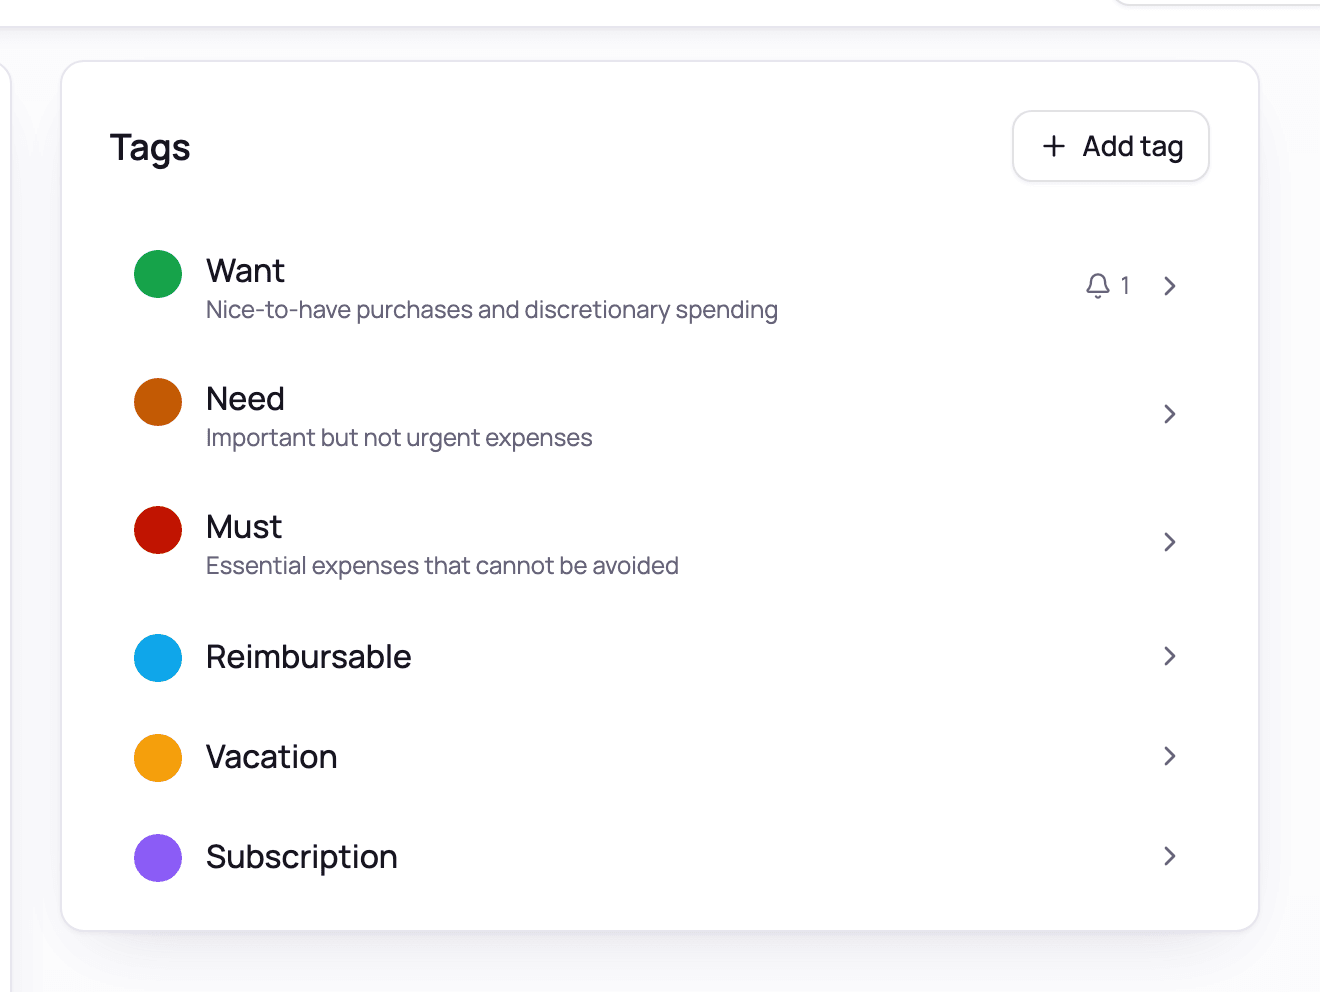 Tags
Add tag
Want
Nice-to-have purchases and discretionary spending
1
Need
Important but not urgent expenses
Must
Essential expenses that cannot be avoided
Reimbursable
Vacation
Subscription